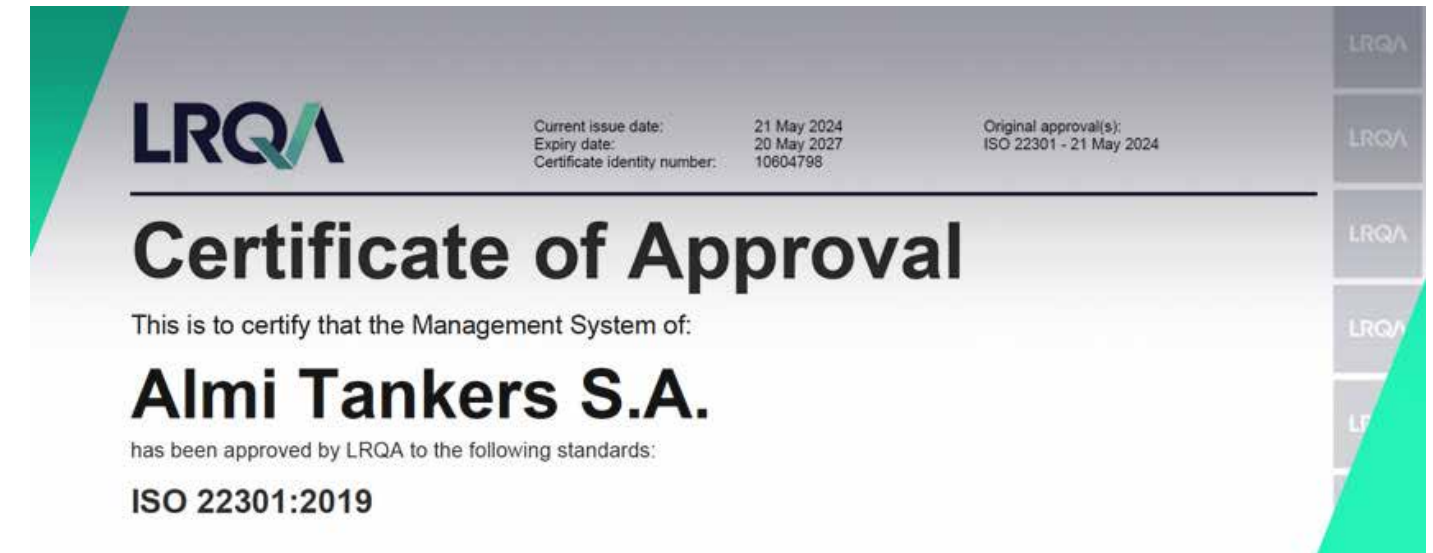 LRQA
Current issue date: 21 May 2024
Expiry date: 20 May 2027
Certificate identity number: 10604798
Original approval(s):
ISO 22301 - 21 May 2024
Certificate of Approval
This is to certify that the Management System of:
Almi Tankers S.A.
has been approved by LRQA to the following standards:
ISO 22301:2019
LRQA
LRQA
LRQA
LRQA